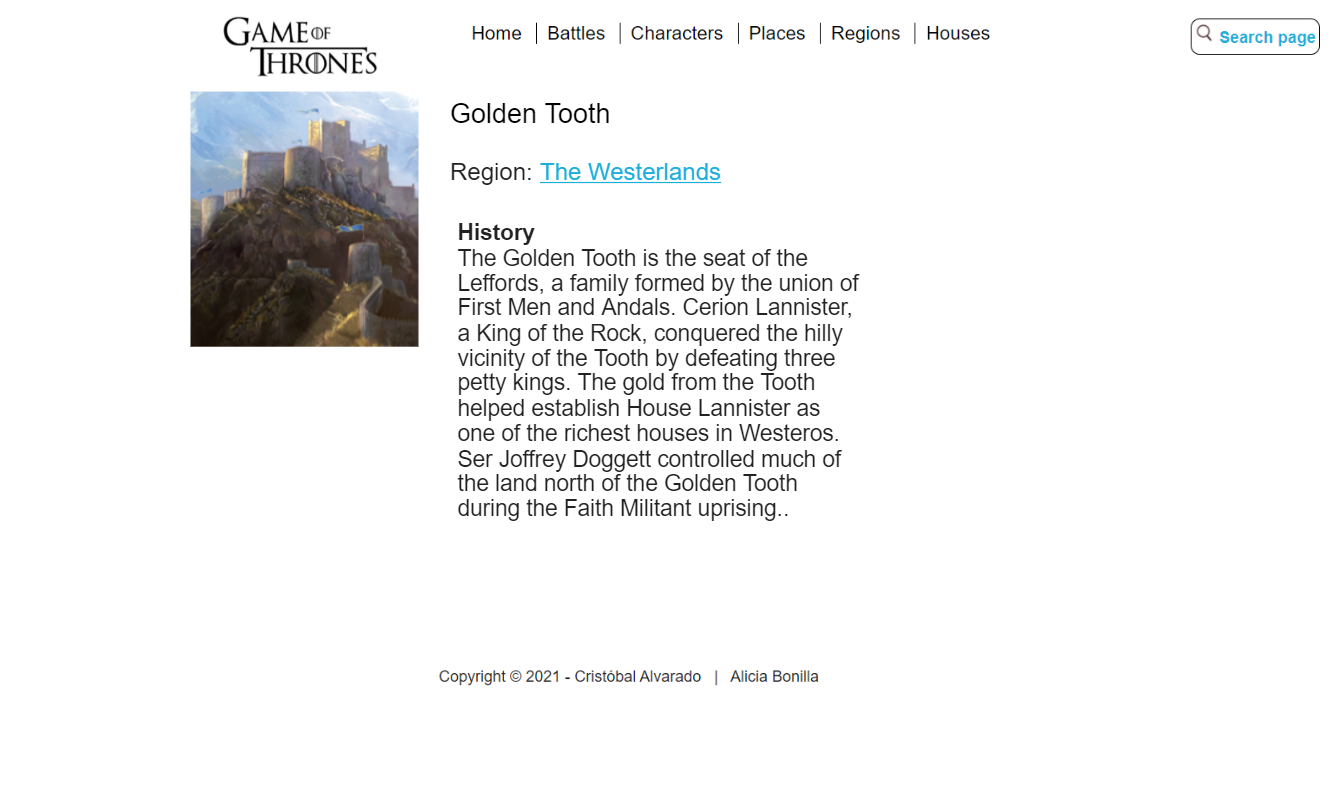 GAME OF
THRONES
Home
Battles
Characters
Places
Regions
Houses
Search page
Golden Tooth
Region: The Westerlands
History
The Golden Tooth is the seat of the
Leffords, a family formed by the union of
First Men and Andals. Cerion Lannister,
a King of the Rock, conquered the hilly
vicinity of the Tooth by defeating three
petty kings. The gold from the Tooth
helped establish House Lannister as
one of the richest houses in Westeros.
Ser Joffrey Doggett controlled much of
the land north of the Golden Tooth
during the Faith Militant uprising..
Copyright © 2021 - Cristóbal Alvarado | Alicia Bonilla